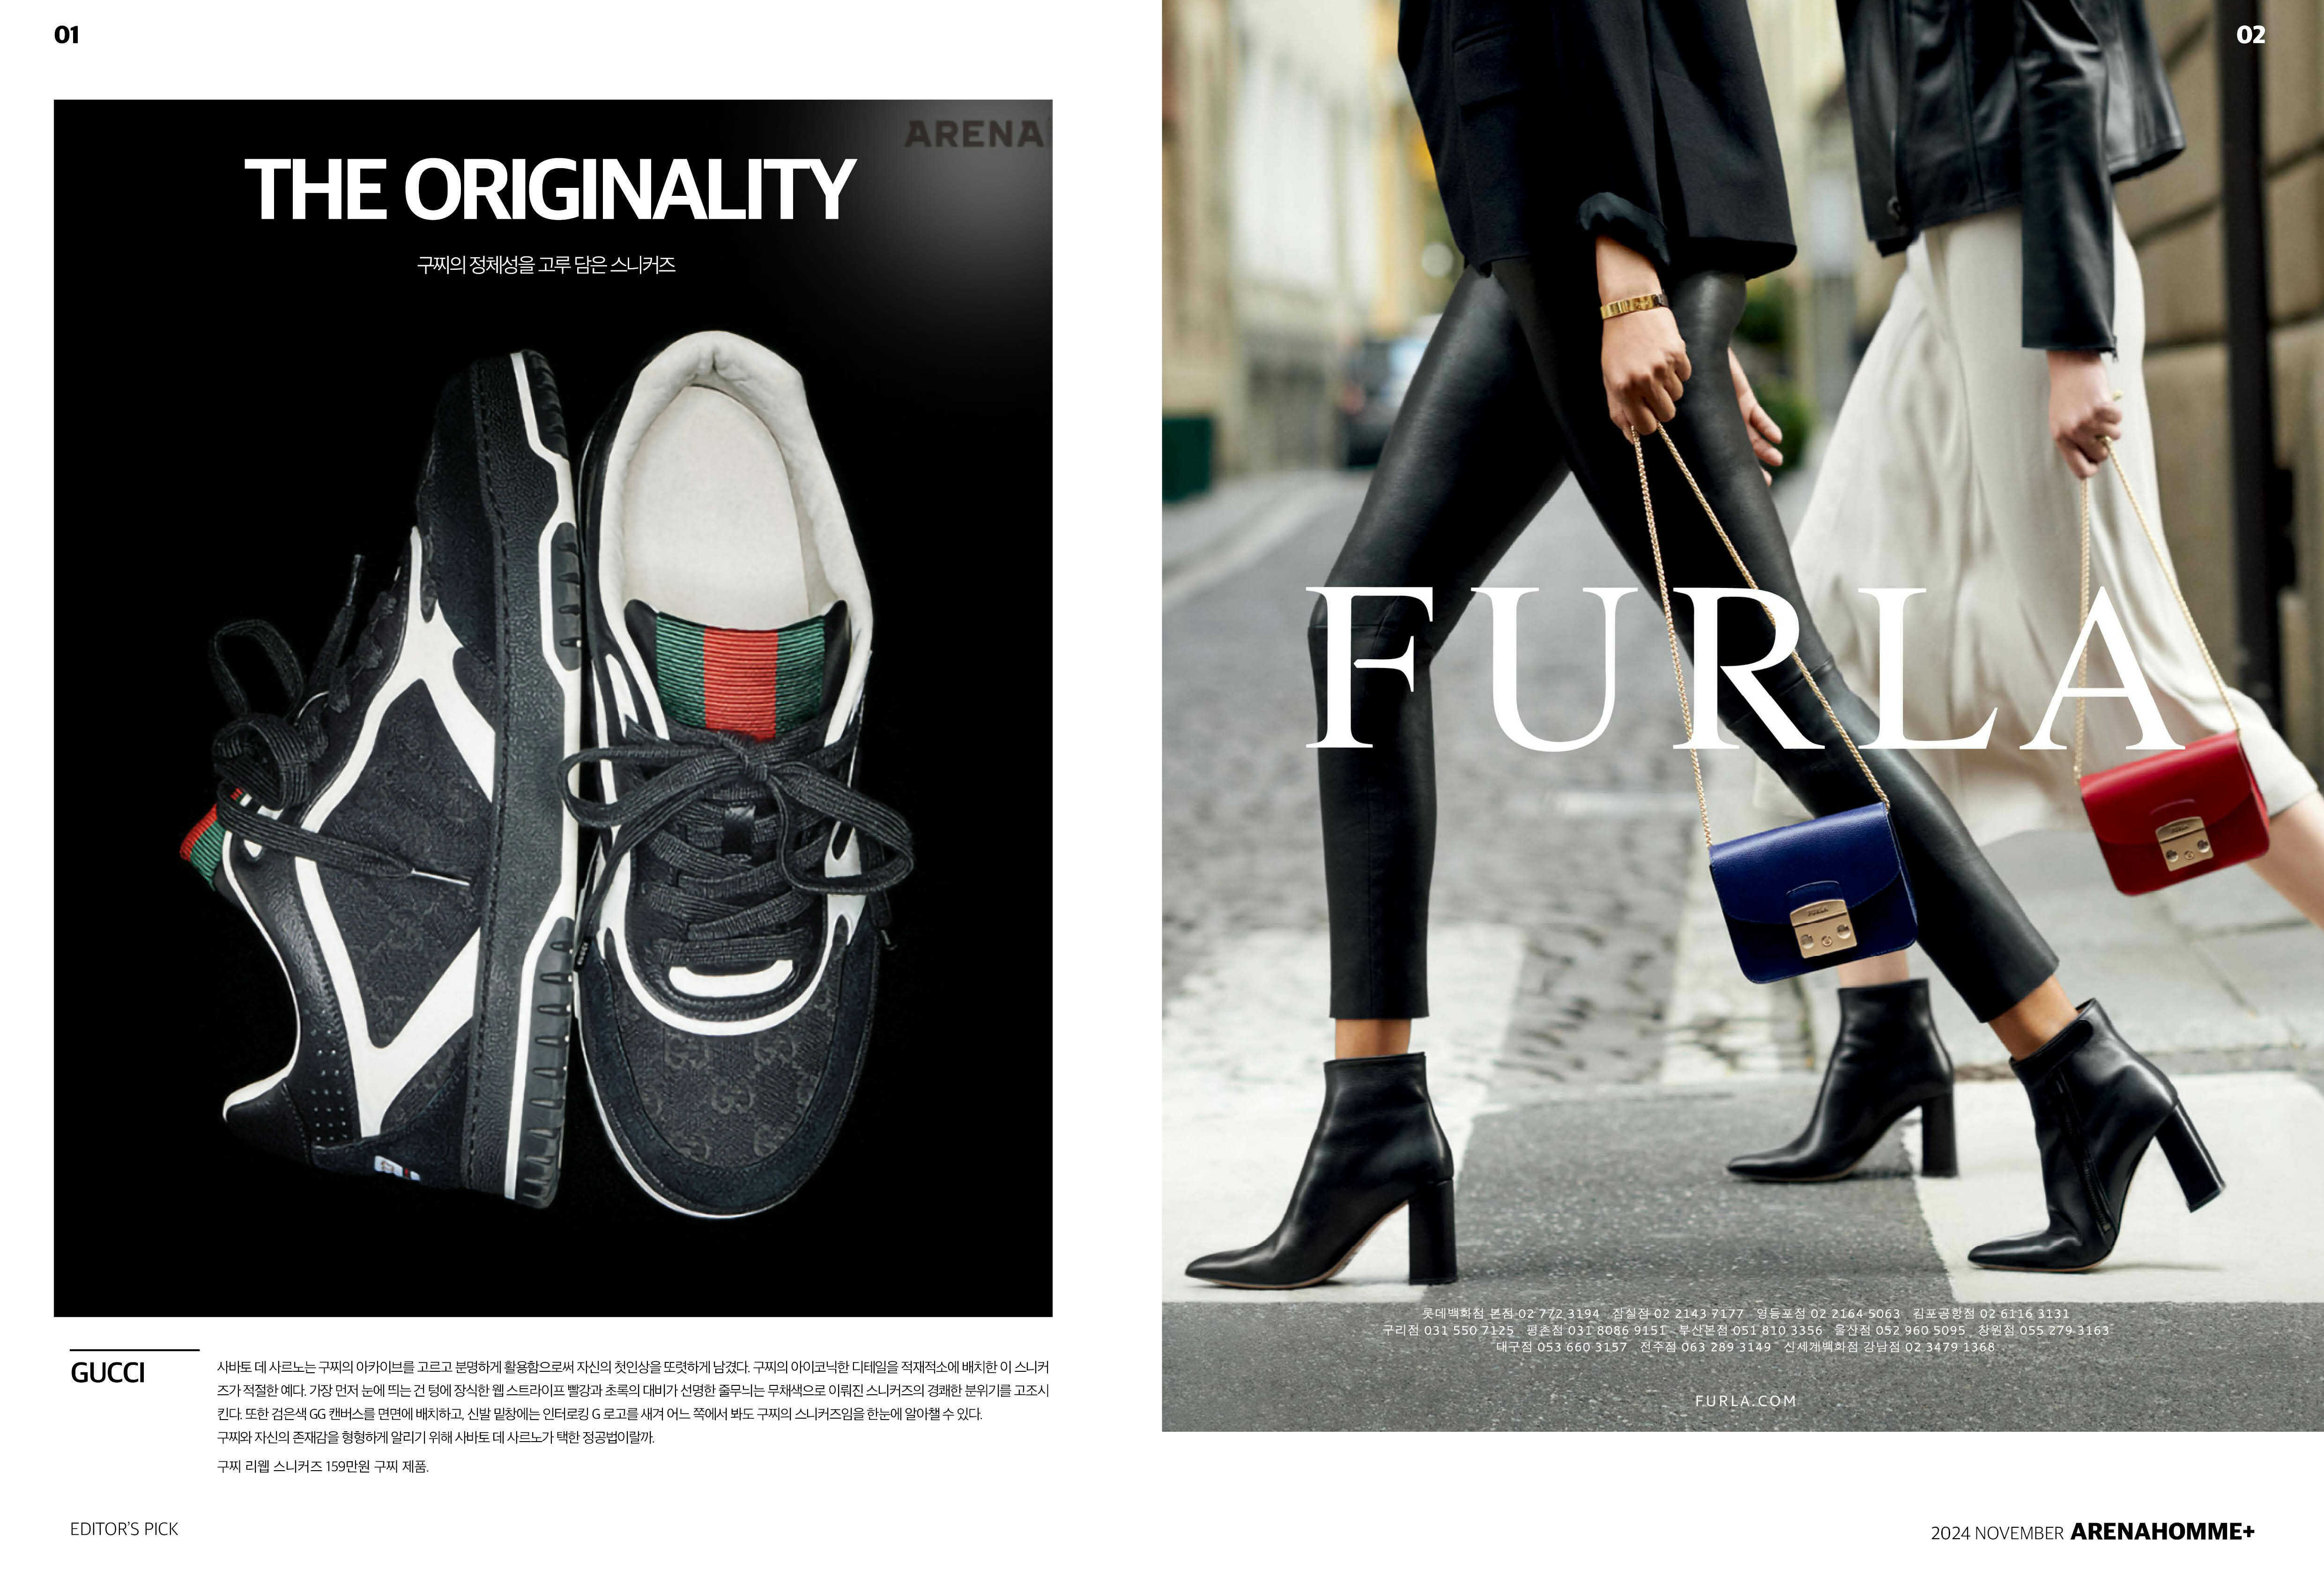 01
ARENA
THE ORIGINALITY
구찌의 정체성을 고루 담은 스니커즈
GUCCI
사바토 데 사르노는 구찌의 아카이브를 고르고 분명하게 활용함으로써 자신의 첫인상을 또렷하게 남겼다. 구찌의 아이코닉한 디테일을 적재적소에 배치한 이 스니커
즈가 적절한 예다. 가장 먼저 눈에 띄는 건 텅에 장식한 웹 스트라이프 빨강과 초록의 대비가 선명한 줄무늬는 무채색으로 이뤄진 스니커즈의 경쾌한 분위기를 고조시
킨다. 또한 검은색 GG 캔버스를 면면에 배치하고, 신발 밑창에는 인터로킹 G 로고를 새겨 어느 쪽에서 봐도 구찌의 스니커즈임을 한눈에 알아챌 수 있다.
구찌와 자신의 존재감을 형형하게 알리기 위해 사바토 데 사르노가 택한 정공법이랄까.
구찌 리웹 스니커즈 159만원 구찌 제품.
EDITOR'S PICK
02
FURLA
FURLA
FURLA
롯데백화점 본점 02 772 3194 잠실점 02 2143 7177 영등포점 02 2164 5063 김포공항점 02 6116 3131
구리점 031 550 7125 평촌점 031 8086 9151 부산본점 051 810 3356 울산점 052 960 5095 창원점 055 279 3163
대구점 053 660 3157 전주점 063 289 3149 신세계백화점 강남점 02 3479 1368
FURLA.COM
2024 NOVEMBER ARENAHOMME+